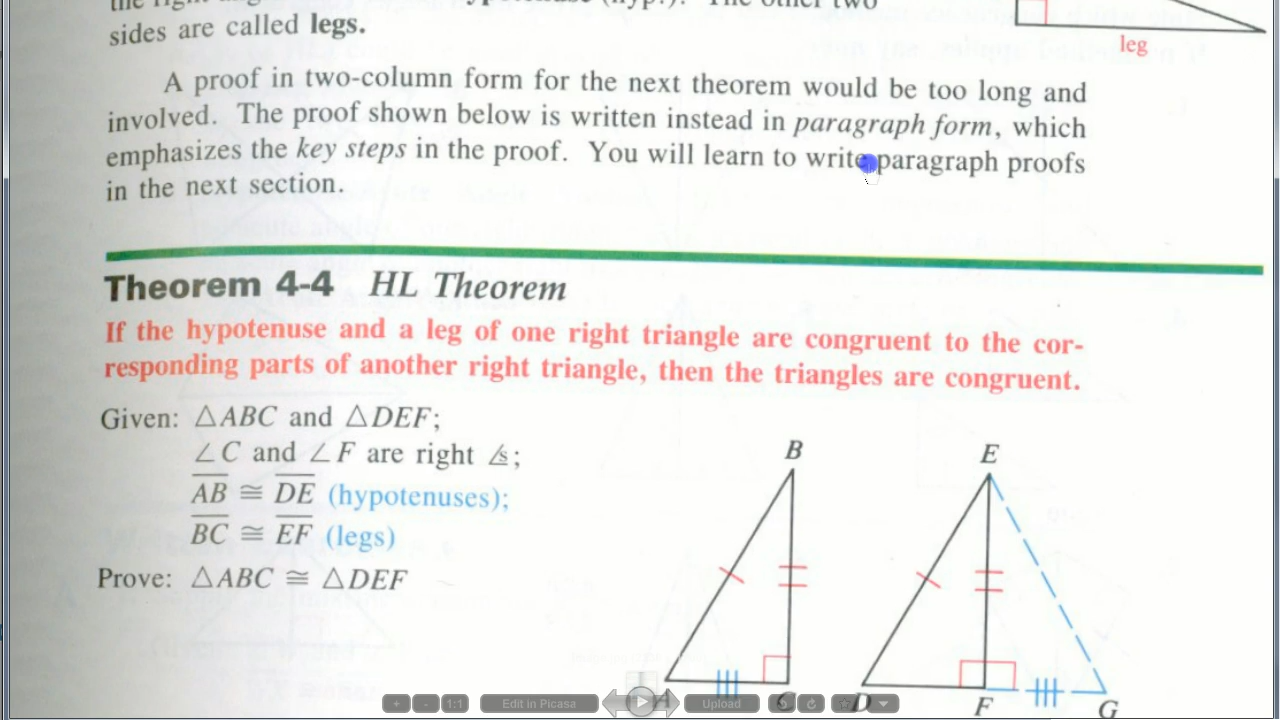 sides are called legs.
leg
A proof in two-column form for the next theorem would be too long and
involved. The proof shown below is written instead in paragraph form, which
emphasizes the key steps in the proof. You will learn to write paragraph proofs
in the next section.
Theorem 4-4 HL Theorem
If the hypotenuse and a leg of one right triangle are congruent to the cor-
responding parts of another right triangle, then the triangles are congruent.
Given: △ABC and △DEF;
∠C and ∠F are right ∠s;
AB ≅ DE (hypotenuses);
BC ≅ EF (legs)
Prove: △ABC ≅ △DEF
B
E
C
D
F
G
+
-
1:1
Edit in Picasa
Upload